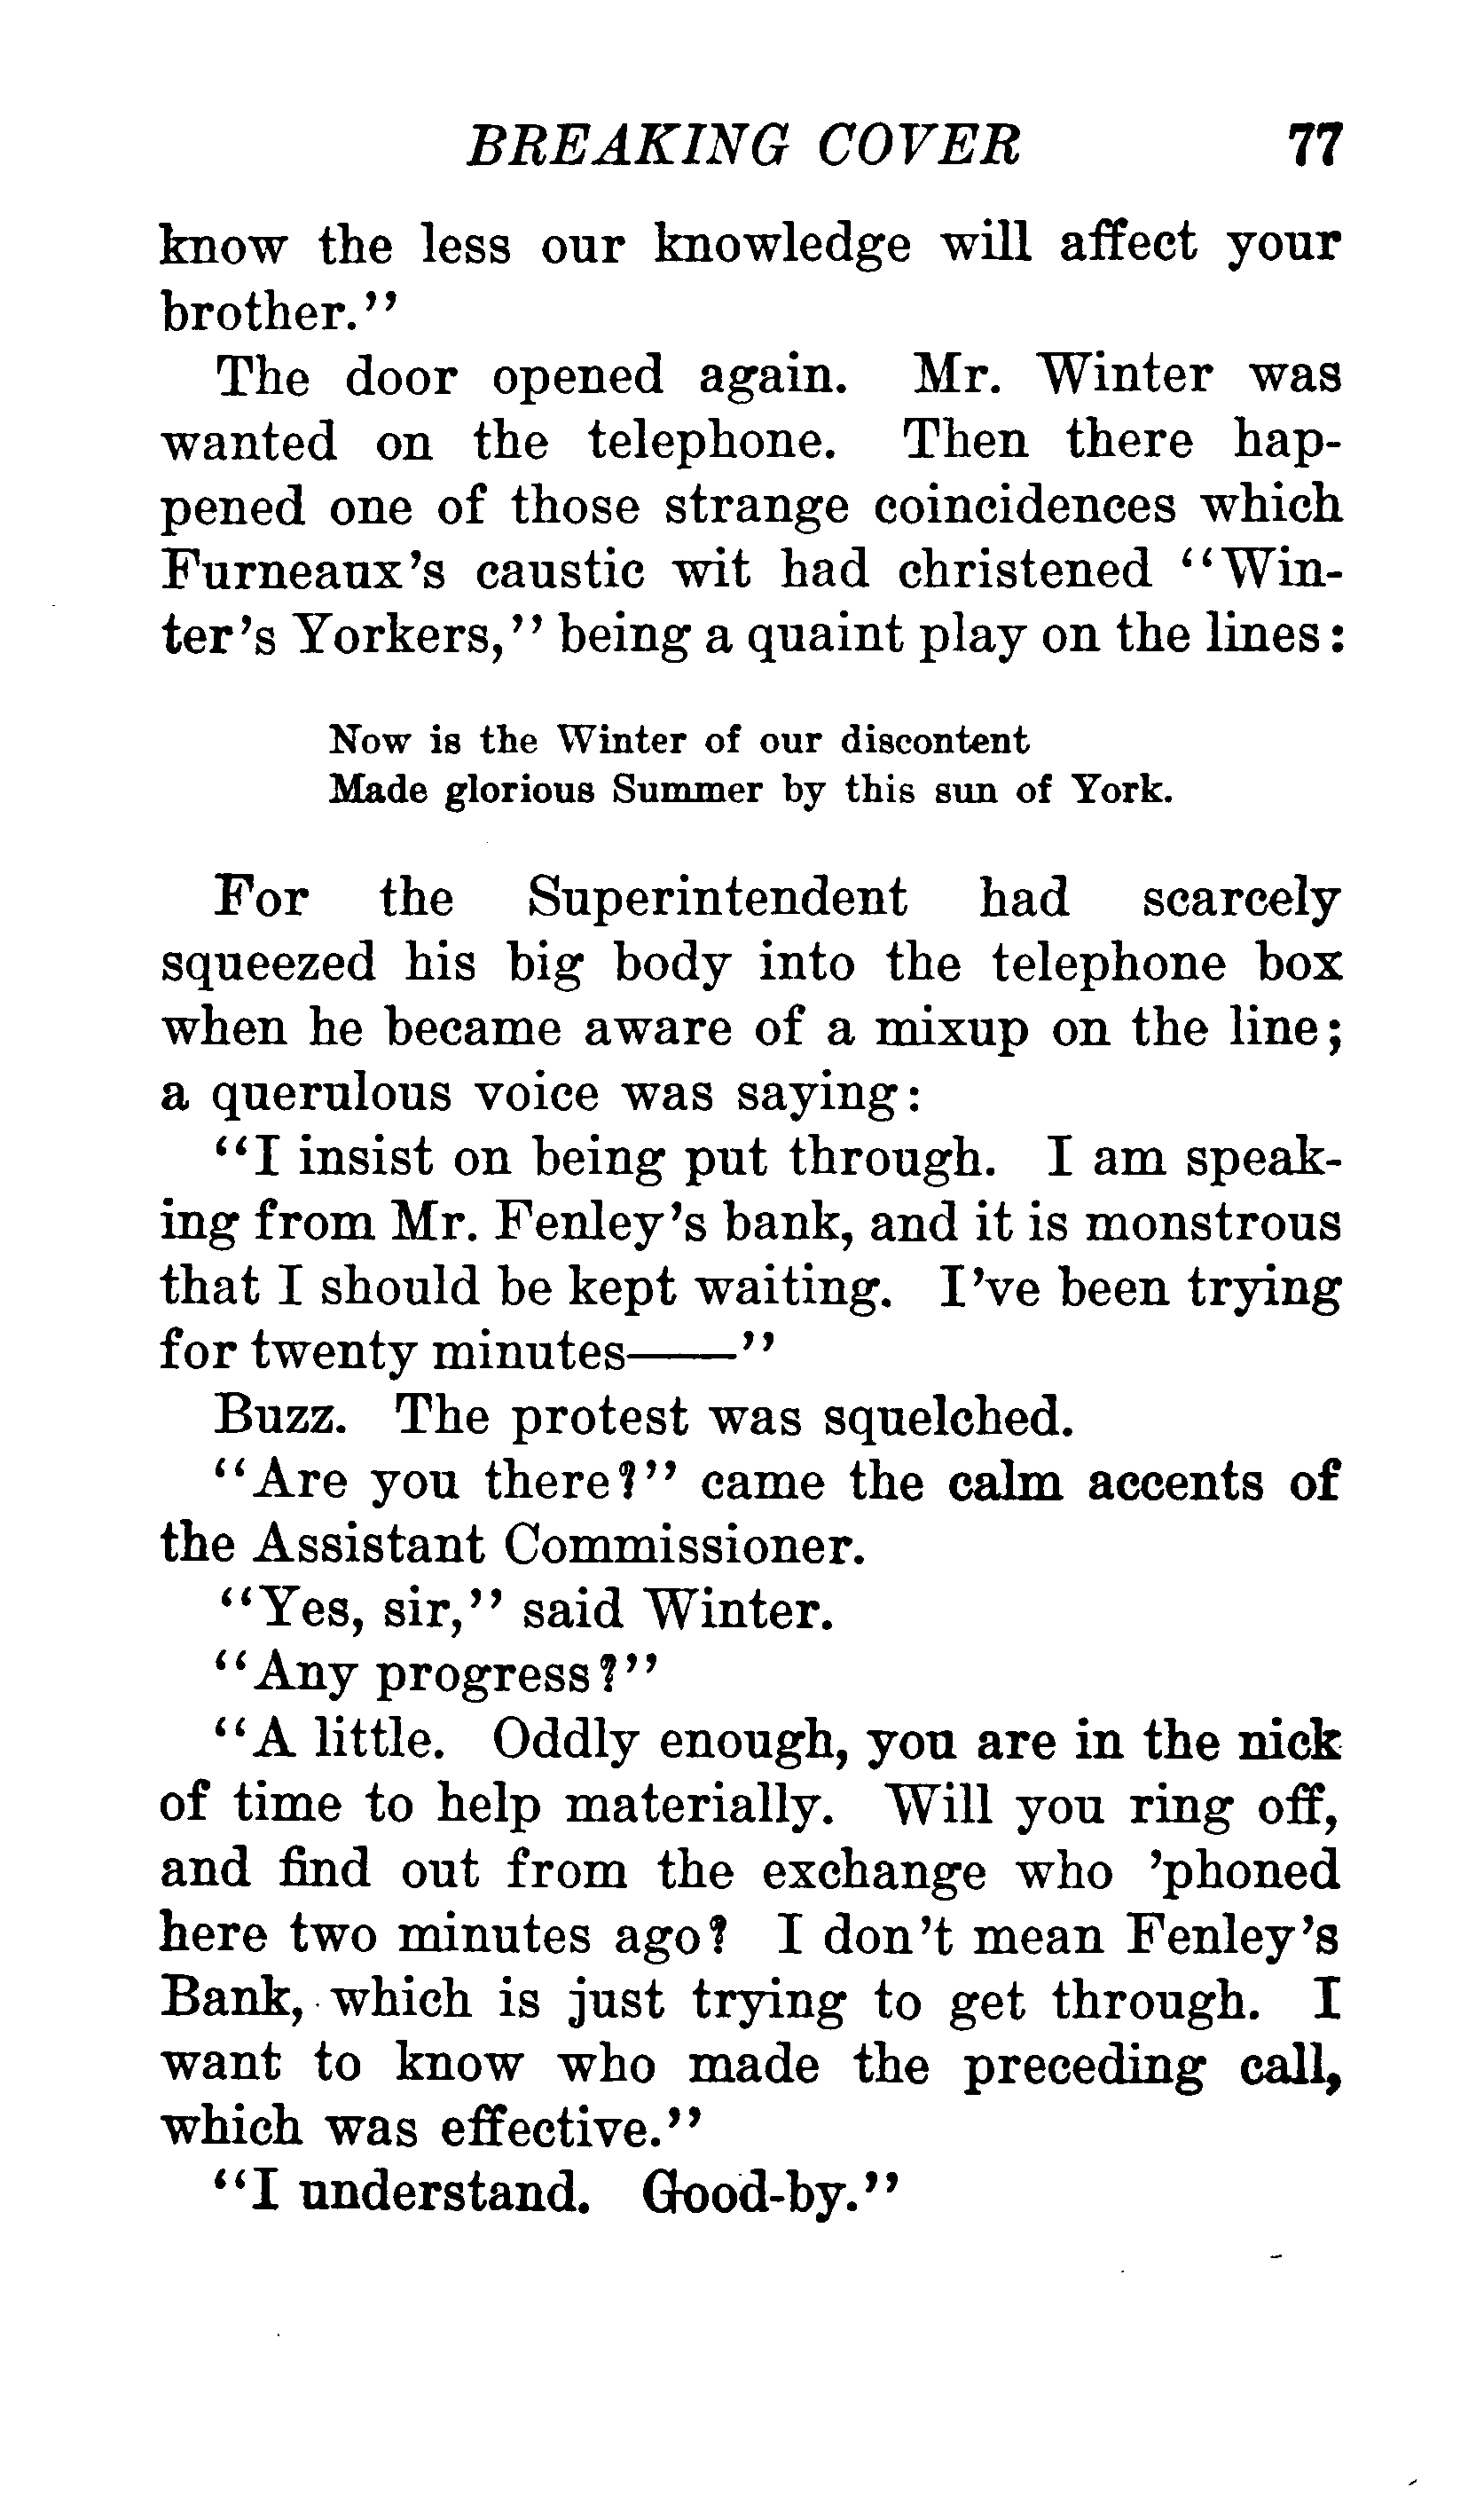 BREAKING COVER 77
know the less our knowledge will affect your
brother."
The door opened again. Mr. Winter was
wanted on the telephone. Then there hap-
pened one of those strange coincidences which
Furneaux's caustic wit had christened "Win-
ter's Yorkers," being a quaint play on the lines:
Now is the Winter of our discontent
Made glorious Summer by this sun of York.
For the Superintendent had scarcely
squeezed his big body into the telephone box
when he became aware of a mixup on the line;
a querulous voice was saying:
"I insist on being put through. I am speak-
ing from Mr. Fenley's bank, and it is monstrous
that I should be kept waiting. I've been trying
for twenty minutes——"
Buzz. The protest was squelched.
"Are you there?" came the calm accents of
the Assistant Commissioner.
"Yes, sir," said Winter.
"Any progress?"
"A little. Oddly enough, you are in the nick
of time to help materially. Will you ring off,
and find out from the exchange who 'phoned
here two minutes ago? I don't mean Fenley's
Bank, which is just trying to get through. I
want to know who made the preceding call,
which was effective."
"I understand. Good-by."